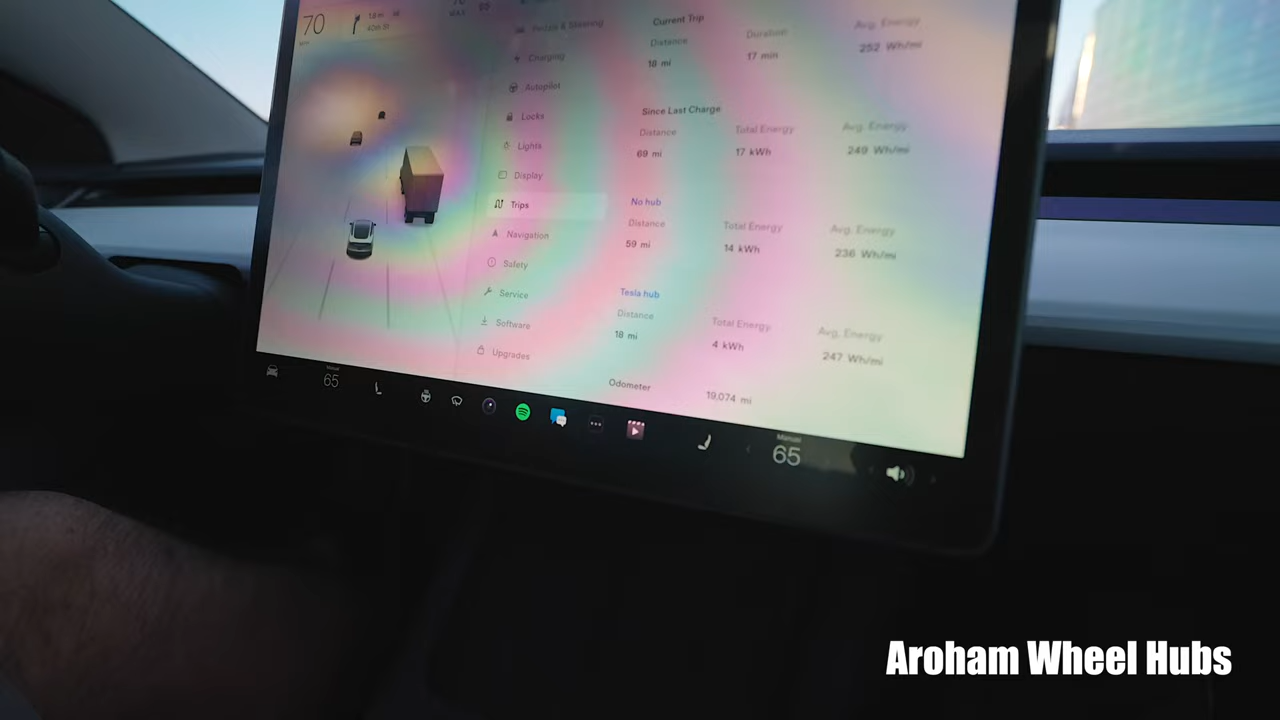 70
Pedals & Steering
Charging
Autopilot
Locks
Lights
Display
Trips
Navigation
Safety
Service
Software
Upgrades
Current Trip
Distance Duration Avg. Energy
18 mi 17 min 252 Wh/mi
Since Last Charge
Distance Total Energy Avg. Energy
69 mi 17 kWh 249 Wh/mi
No hub
Distance Total Energy Avg. Energy
59 mi 14 kWh 236 Wh/mi
Tesla hub
Distance Total Energy Avg. Energy
18 mi 4 kWh 247 Wh/mi
Odometer 19,074 mi
Manual
65
Manual
65
Aroham Wheel Hubs